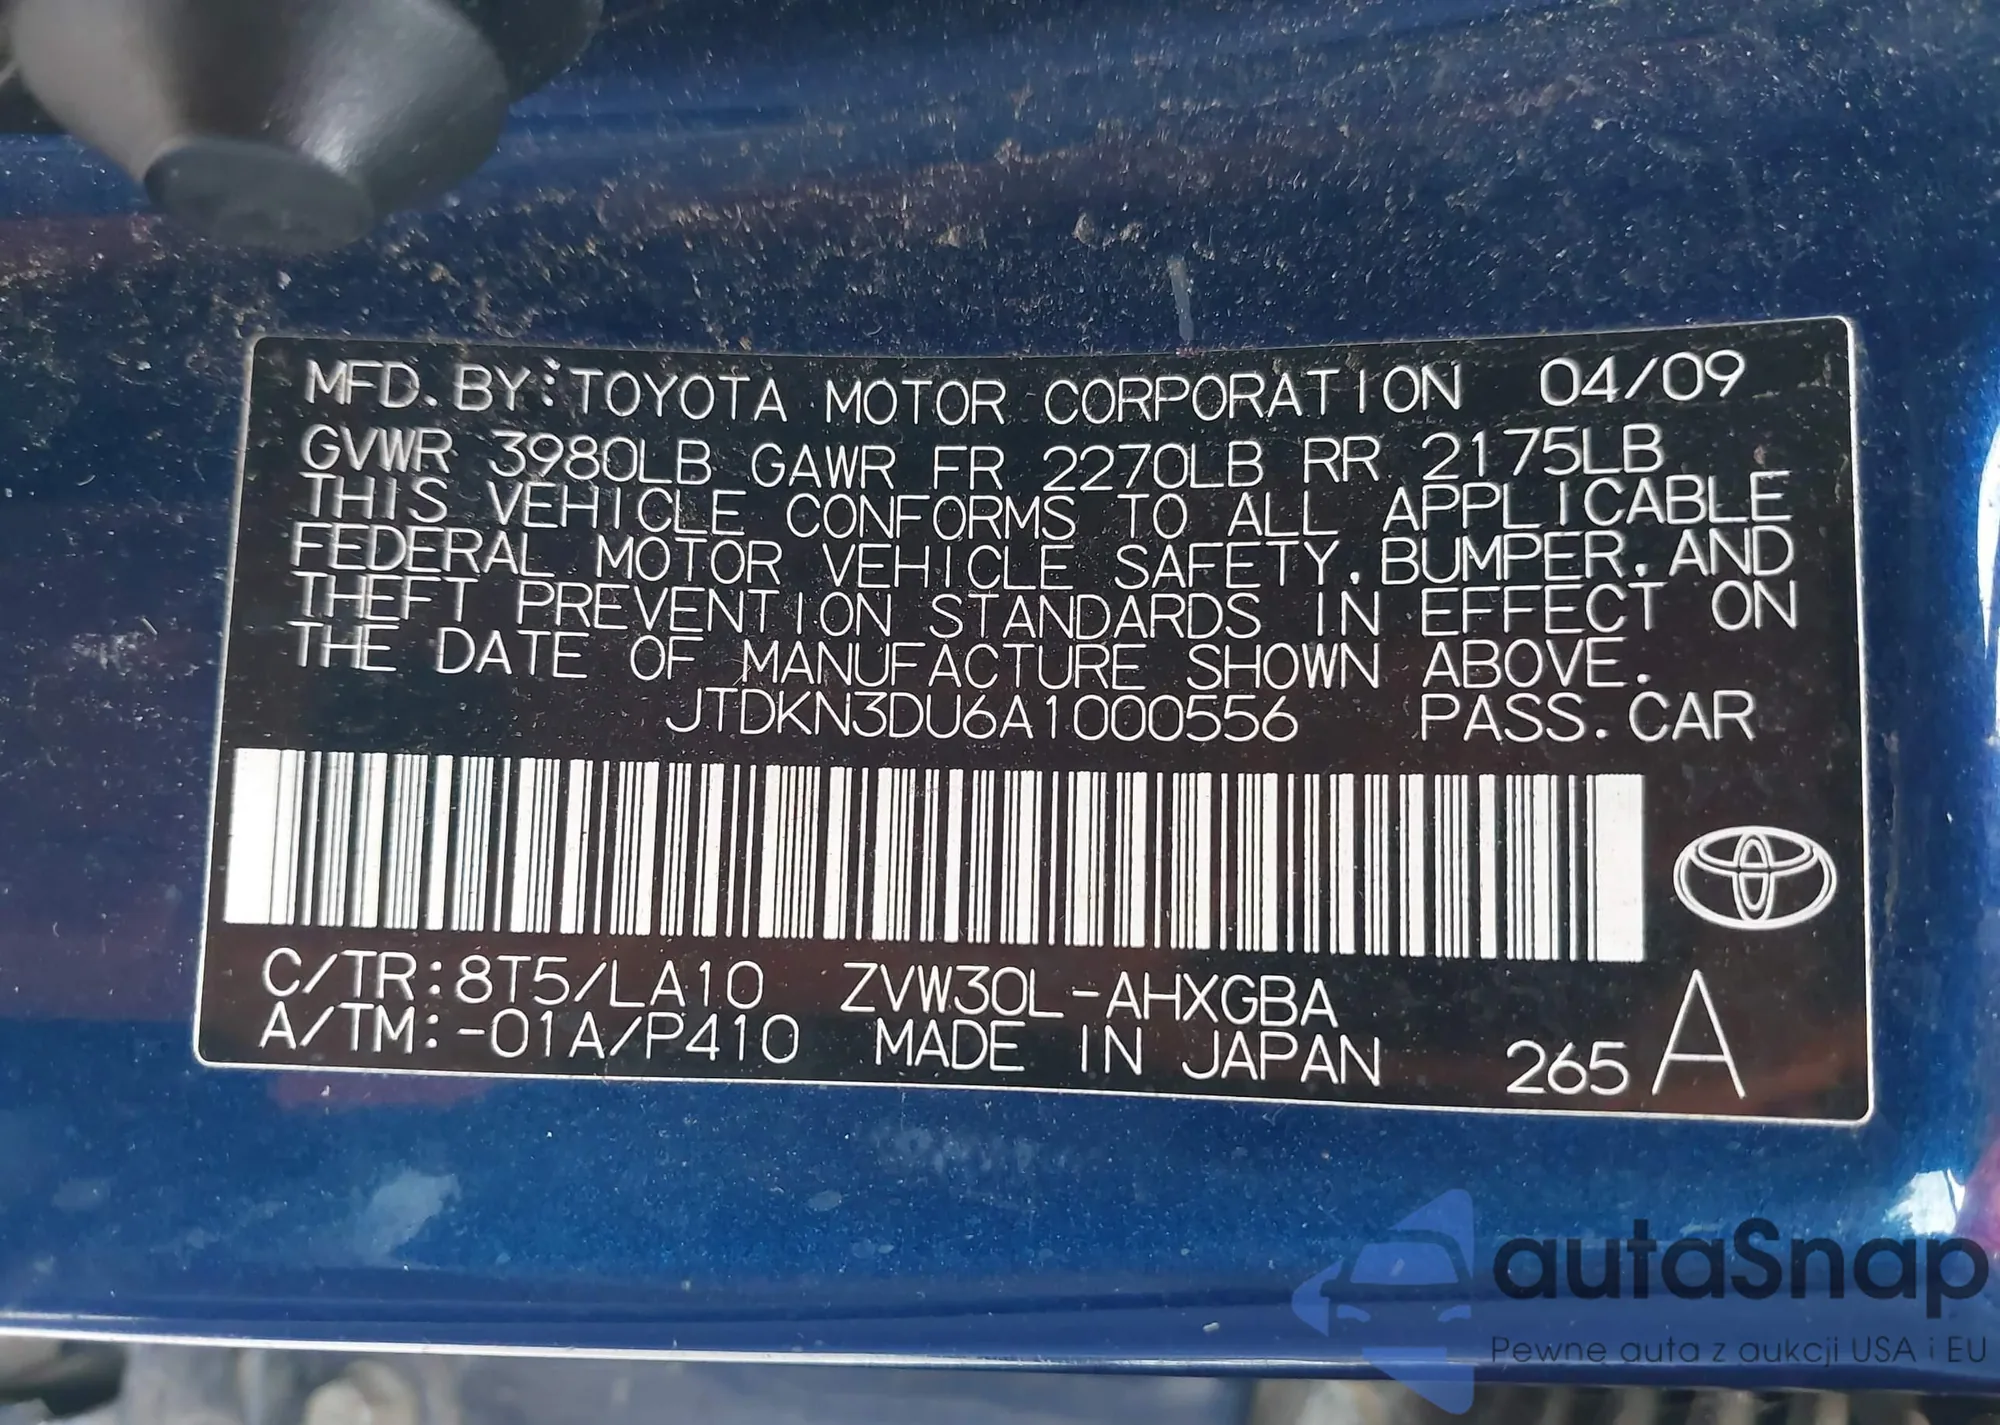 MFD. BY: TOYOTA MOTOR CORPORATION 04/09
GVWR 3980LB GAWR FR 2270LB RR 2175LB
THIS VEHICLE CONFORMS TO ALL APPLICABLE
FEDERAL MOTOR VEHICLE SAFETY, BUMPER, AND
THEFT PREVENTION STANDARDS IN EFFECT ON
THE DATE OF MANUFACTURE SHOWN ABOVE.
JTDKN3DU6A1000556 PASS. CAR
C/TR: 8T5/LA10 ZVW30L-AHXGBA
A/TM: -01A/P410 MADE IN JAPAN 265 A
autaSnap
Pewne auta z aukcji USA i EU